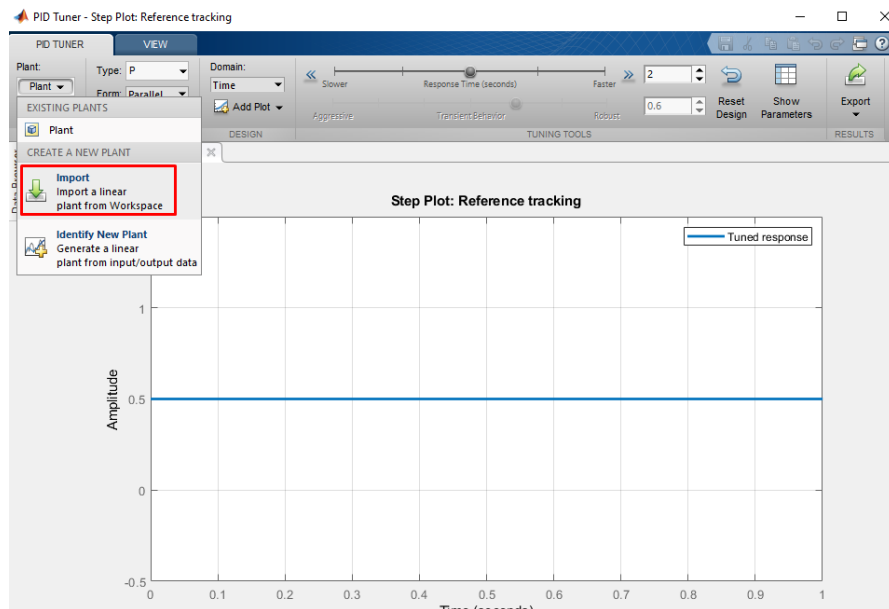 PID Tuner - Step Plot: Reference tracking
PID TUNER
VIEW
Plant:
Plant
Type: P
Form: Parallel
Domain:
Time
Add Plot
DESIGN
Slower
Response Time (seconds)
Faster
2
Aggressive
Transient Behavior
Robust
0.6
TUNING TOOLS
Reset
Design
Show
Parameters
Export
RESULTS
EXISTING PLANTS
Plant
CREATE A NEW PLANT
Import
Import a linear
plant from Workspace
Identify New Plant
Generate a linear
plant from input/output data
Step Plot: Reference tracking
Tuned response
Amplitude
1
0.5
0
-0.5
0 0.1 0.2 0.3 0.4 0.5 0.6 0.7 0.8 0.9 1
Time (seconds)